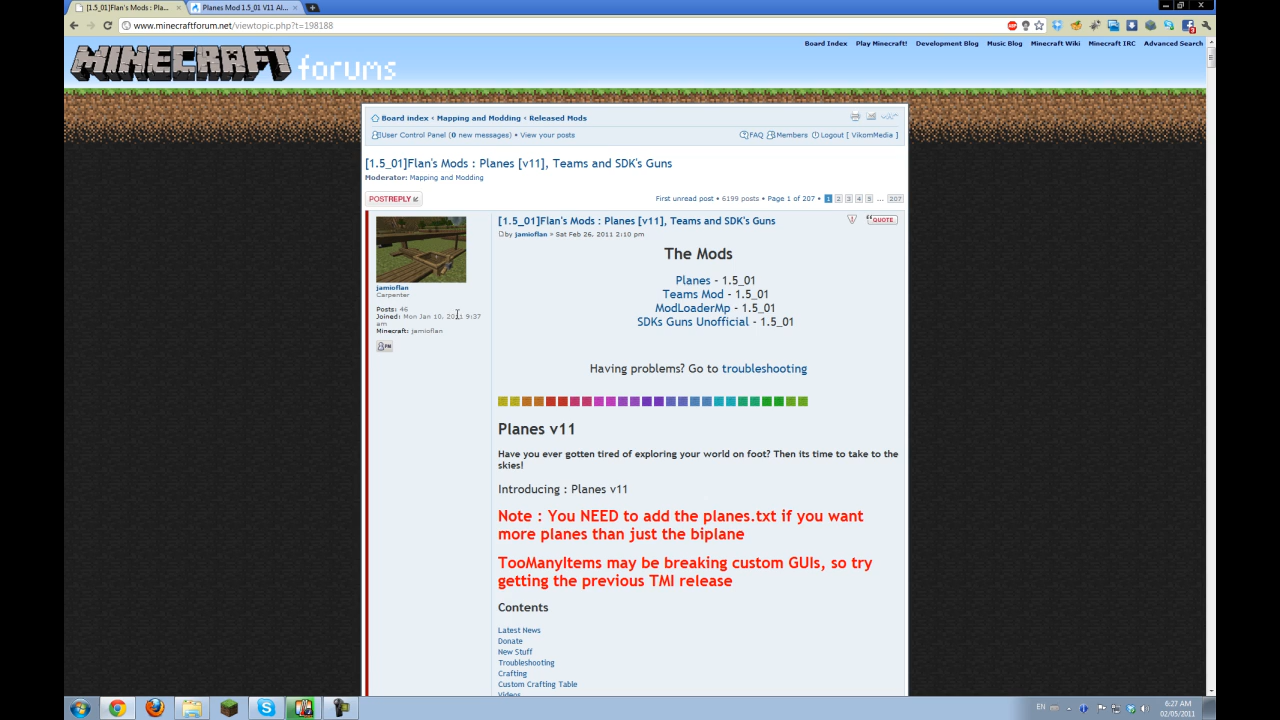 [1.5_01]Flan's Mods : Pla...
Planes Mod 1.5_01 V11 Al...
www.minecraftforum.net/viewtopic.php?t=198188
Board Index Play Minecraft! Development Blog Music Blog Minecraft Wiki Minecraft IRC Advanced Search
MINECRAFT forums
Board index ‹ Mapping and Modding ‹ Released Mods
User Control Panel (0 new messages) • View your posts
FAQ Members Logout [ VikomMedia ]
[1.5_01]Flan's Mods : Planes [v11], Teams and SDK's Guns
Moderator: Mapping and Modding
POSTREPLY
First unread post • 6199 posts • Page 1 of 207 • 1 2 3 4 5 ... 207
[1.5_01]Flan's Mods : Planes [v11], Teams and SDK's Guns
QUOTE
by jamioflan » Sat Feb 26, 2011 2:10 pm
jamioflan
Carpenter
Posts: 46
Joined: Mon Jan 10, 2011 9:37
am
Minecraft: jamioflan
PM
The Mods
Planes - 1.5_01
Teams Mod - 1.5_01
ModLoaderMp - 1.5_01
SDKs Guns Unofficial - 1.5_01
Having problems? Go to troubleshooting
Planes v11
Have you ever gotten tired of exploring your world on foot? Then its time to take to the
skies!
Introducing : Planes v11
Note : You NEED to add the planes.txt if you want
more planes than just the biplane
TooManyItems may be breaking custom GUIs, so try
getting the previous TMI release
Contents
Latest News
Donate
New Stuff
Troubleshooting
Crafting
Custom Crafting Table
Videos
EN
6:27 AM
02/05/2011